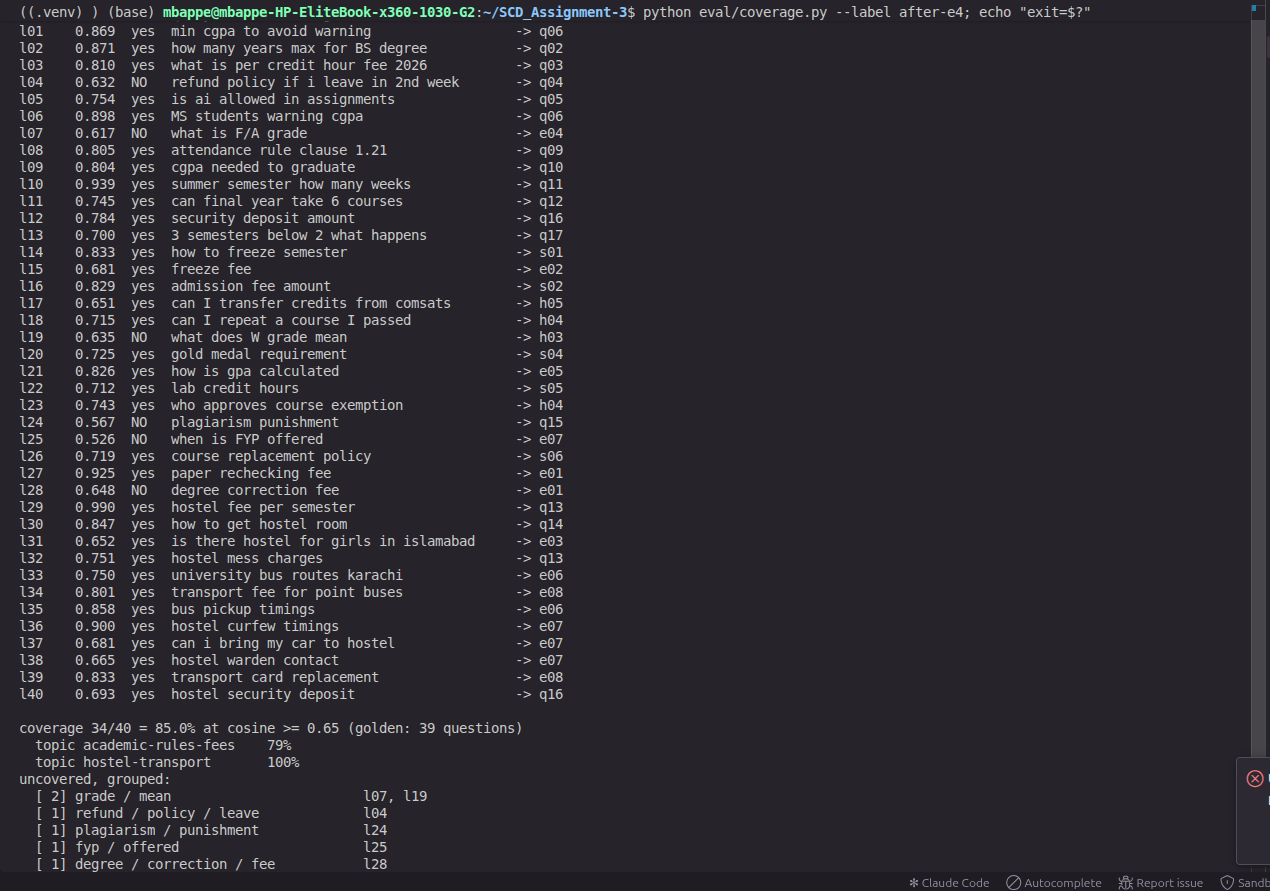 ((.venv) ) (base) mbappe@mbappe-HP-EliteBook-x360-1030-G2:~/SCD_Assignment-3$ python eval/coverage.py --label after-e4; echo "exit=$?"
l01 0.869 yes min cgpa to avoid warning -> q06
l02 0.871 yes how many years max for BS degree -> q02
l03 0.810 yes what is per credit hour fee 2026 -> q03
l04 0.632 NO refund policy if i leave in 2nd week -> q04
l05 0.754 yes is ai allowed in assignments -> q05
l06 0.898 yes MS students warning cgpa -> q06
l07 0.617 NO what is F/A grade -> e04
l08 0.805 yes attendance rule clause 1.21 -> q09
l09 0.804 yes cgpa needed to graduate -> q10
l10 0.939 yes summer semester how many weeks -> q11
l11 0.745 yes can final year take 6 courses -> q12
l12 0.784 yes security deposit amount -> q16
l13 0.700 yes 3 semesters below 2 what happens -> q17
l14 0.833 yes how to freeze semester -> s01
l15 0.681 yes freeze fee -> e02
l16 0.829 yes admission fee amount -> s02
l17 0.651 yes can I transfer credits from comsats -> h05
l18 0.715 yes can I repeat a course I passed -> h04
l19 0.635 NO what does W grade mean -> h03
l20 0.725 yes gold medal requirement -> s04
l21 0.826 yes how is gpa calculated -> e05
l22 0.712 yes lab credit hours -> s05
l23 0.743 yes who approves course exemption -> h04
l24 0.567 NO plagiarism punishment -> q15
l25 0.526 NO when is FYP offered -> e07
l26 0.719 yes course replacement policy -> s06
l27 0.925 yes paper rechecking fee -> e01
l28 0.648 NO degree correction fee -> e01
l29 0.990 yes hostel fee per semester -> q13
l30 0.847 yes how to get hostel room -> q14
l31 0.652 yes is there hostel for girls in islamabad -> e03
l32 0.751 yes hostel mess charges -> q13
l33 0.750 yes university bus routes karachi -> e06
l34 0.801 yes transport fee for point buses -> e08
l35 0.858 yes bus pickup timings -> e06
l36 0.900 yes hostel curfew timings -> e07
l37 0.681 yes can i bring my car to hostel -> e07
l38 0.665 yes hostel warden contact -> e07
l39 0.833 yes transport card replacement -> e08
l40 0.693 yes hostel security deposit -> q16
coverage 34/40 = 85.0% at cosine >= 0.65 (golden: 39 questions)
topic academic-rules-fees 79%
topic hostel-transport 100%
uncovered, grouped:
[ 2] grade / mean l07, l19
[ 1] refund / policy / leave l04
[ 1] plagiarism / punishment l24
[ 1] fyp / offered l25
[ 1] degree / correction / fee l28
Claude Code Autocomplete Report issue Sandb